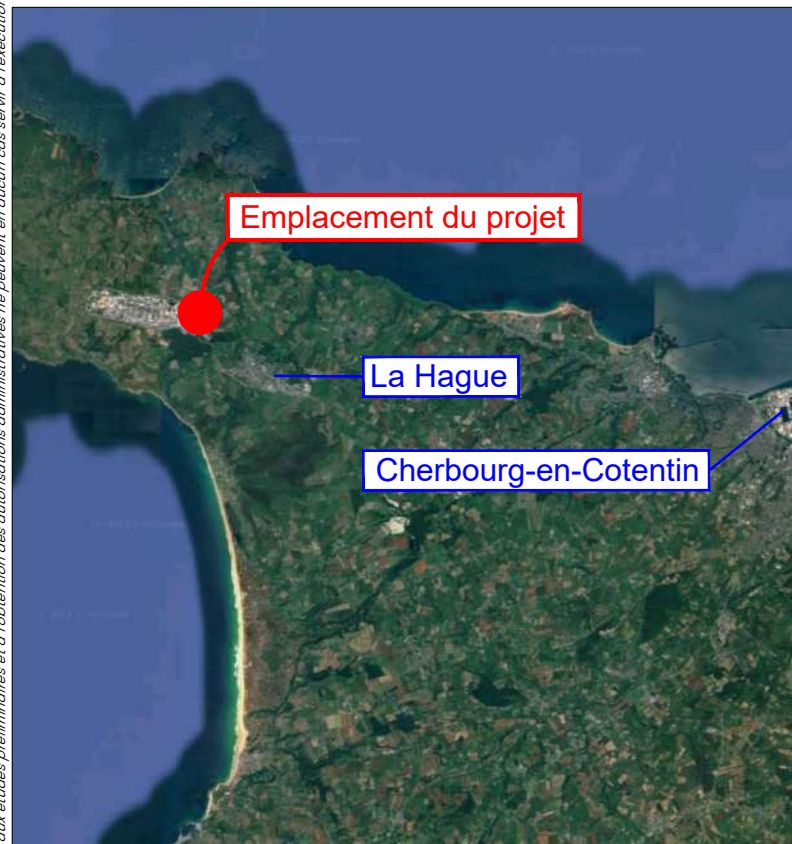 aux études préliminaires et à l'obtention des autorisations administratives ne peuvent en aucun cas servir à l'exécution
Emplacement du projet
La Hague
Cherbourg-en-Cotentin